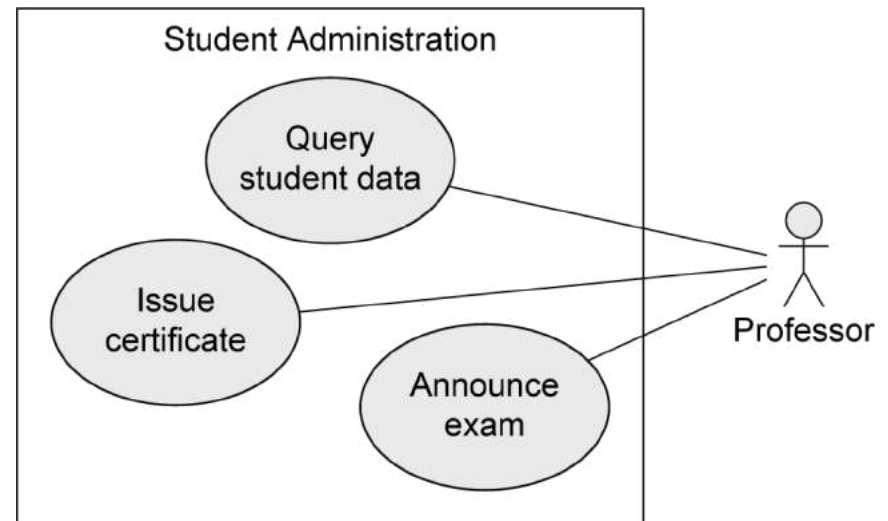 Student Administration
Query
student data
Issue
certificate
Announce
exam
Professor